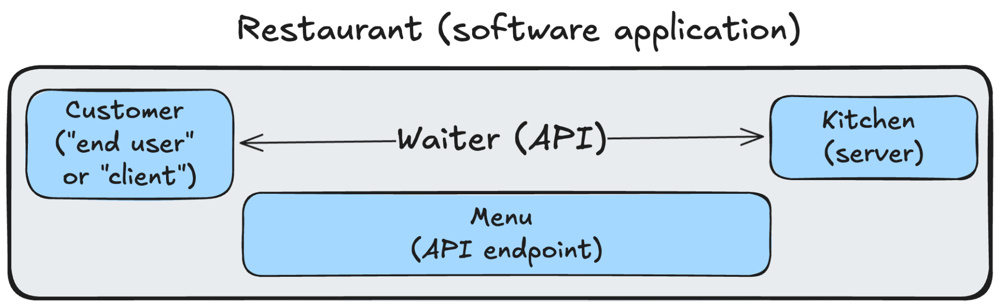 Restaurant (software application)
Customer
("end user"
or "client")
Waiter (API)
Kitchen
(server)
Menu
(API endpoint)